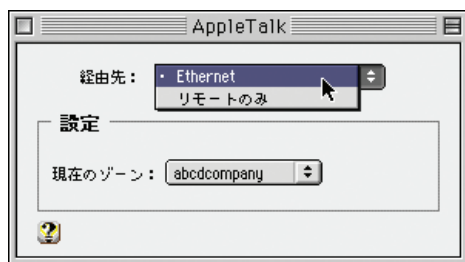 AppleTalk
経由先： • Ethernet
リモートのみ
設定
現在のゾーン： abcdcompany
?